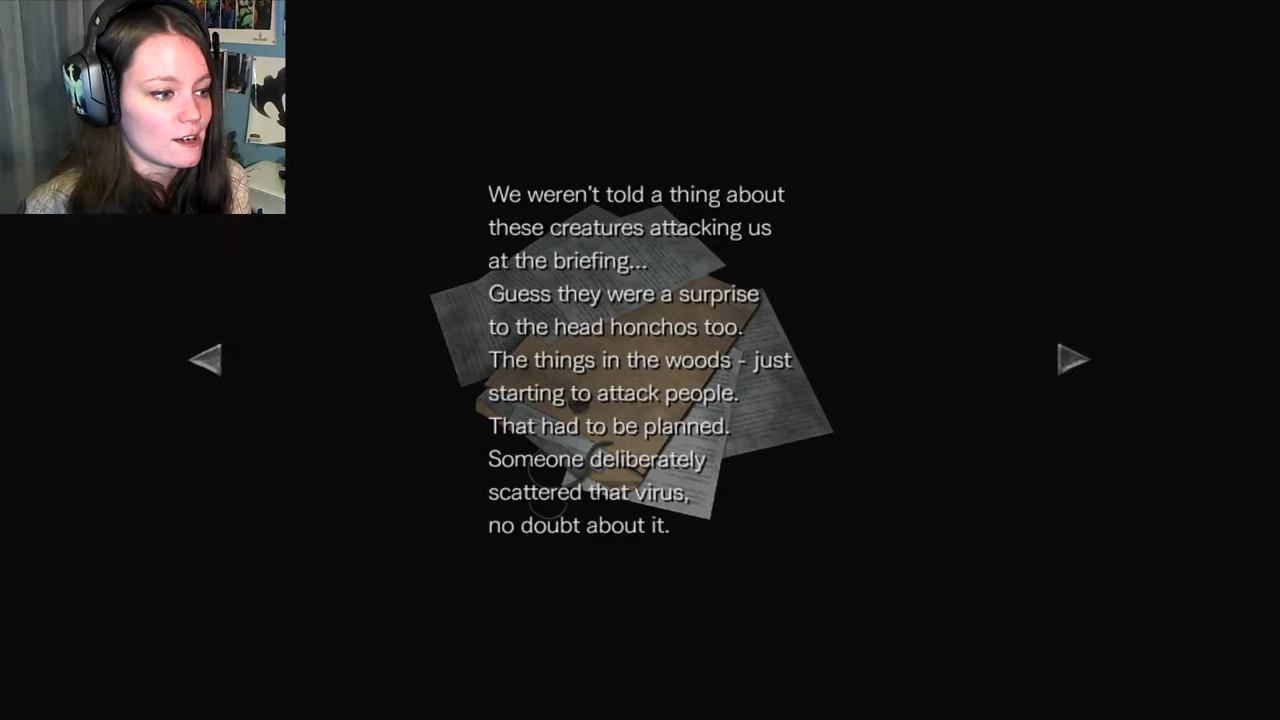 We weren't told a thing about
these creatures attacking us
at the briefing...
Guess they were a surprise
to the head honchos too.
The things in the woods - just
starting to attack people.
That had to be planned.
Someone deliberately
scattered that virus,
no doubt about it.